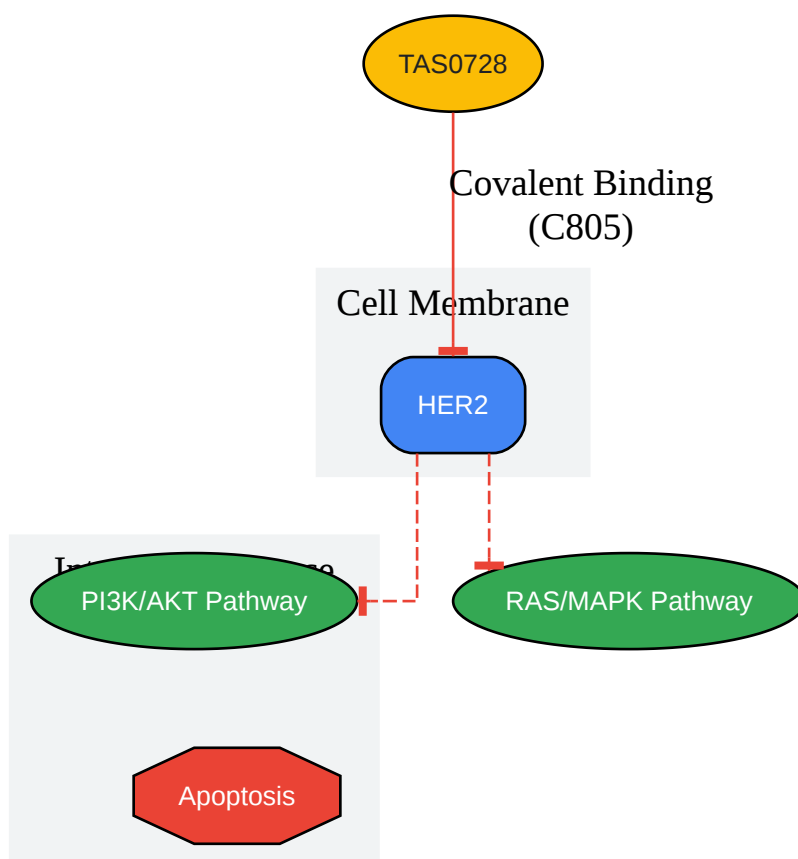 TAS0728
Covalent Binding
(C805)
Cell Membrane
HER2
PI3K/AKT Pathway
RAS/MAPK Pathway
Apoptosis